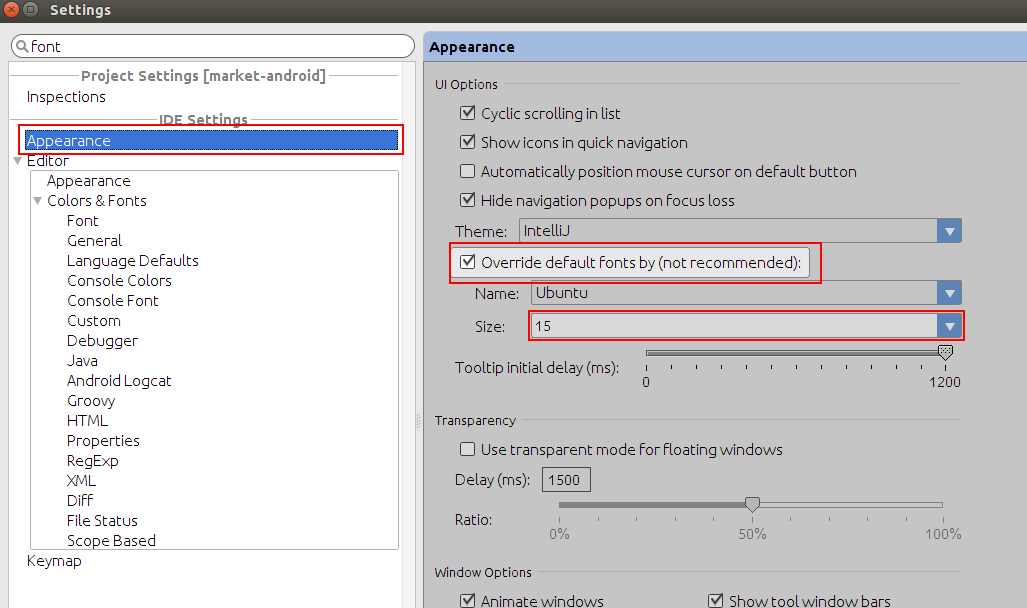 Settings
font
Project Settings [market-android]
Inspections
IDE Settings
Appearance
Editor
Appearance
Colors & Fonts
Font
General
Language Defaults
Console Colors
Console Font
Custom
Debugger
Java
Android Logcat
Groovy
HTML
Properties
RegExp
XML
Diff
File Status
Scope Based
Keymap
Appearance
UI Options
Cyclic scrolling in list
Show icons in quick navigation
Automatically position mouse cursor on default button
Hide navigation popups on focus loss
Theme: IntelliJ
Override default fonts by (not recommended):
Name: Ubuntu
Size: 15
Tooltip initial delay (ms):
0 1200
Transparency
Use transparent mode for floating windows
Delay (ms): 1500
Ratio:
0% 50% 100%
Window Options
Animate windows Show tool window bars